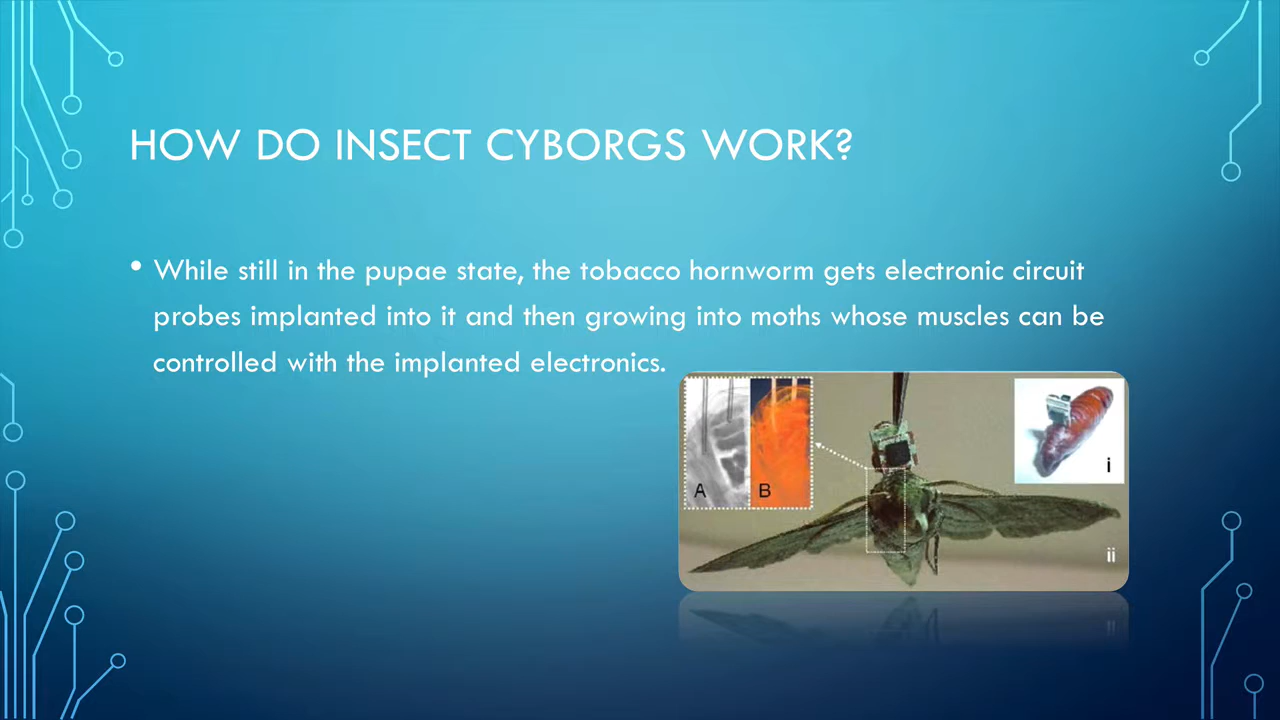 HOW DO INSECT CYBORGS WORK?
• While still in the pupae state, the tobacco hornworm gets electronic circuit
probes implanted into it and then growing into moths whose muscles can be
controlled with the implanted electronics.
A B
i
ii